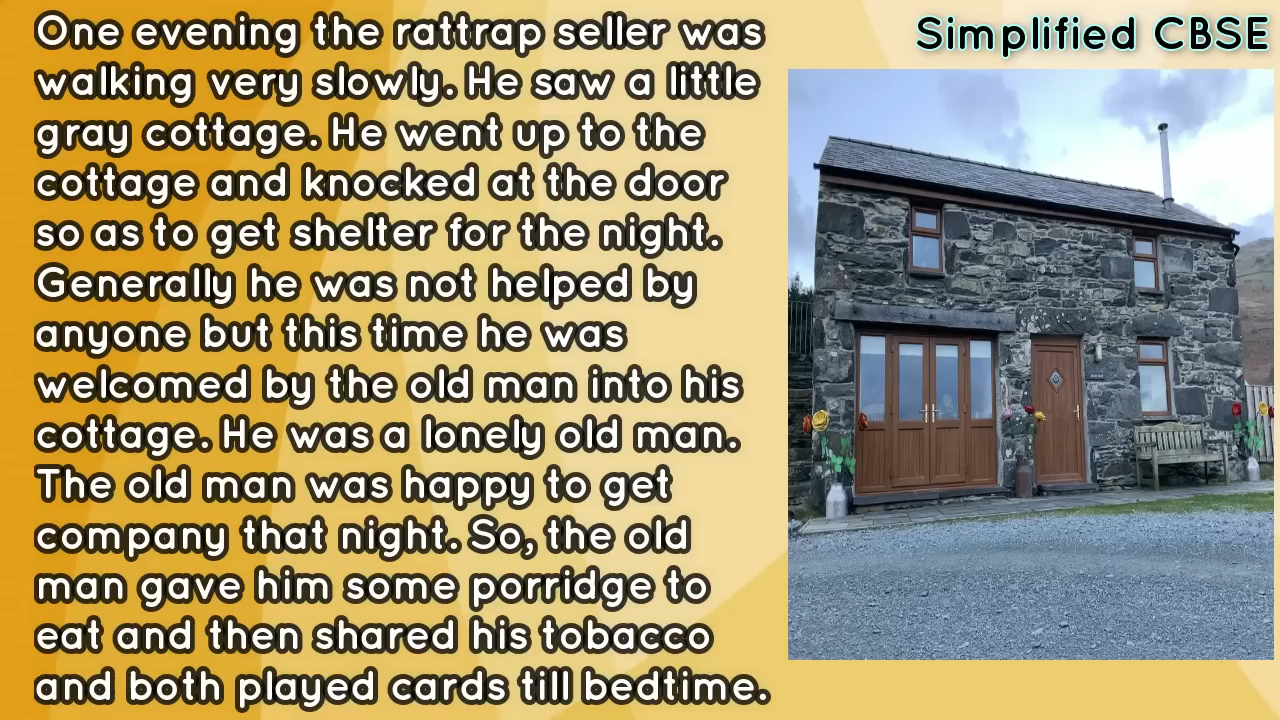 One evening the rattrap seller was
walking very slowly. He saw a little
gray cottage. He went up to the
cottage and knocked at the door
so as to get shelter for the night.
Generally he was not helped by
anyone but this time he was
welcomed by the old man into his
cottage. He was a lonely old man.
The old man was happy to get
company that night. So, the old
man gave him some porridge to
eat and then shared his tobacco
and both played cards till bedtime.
Simplified CBSE